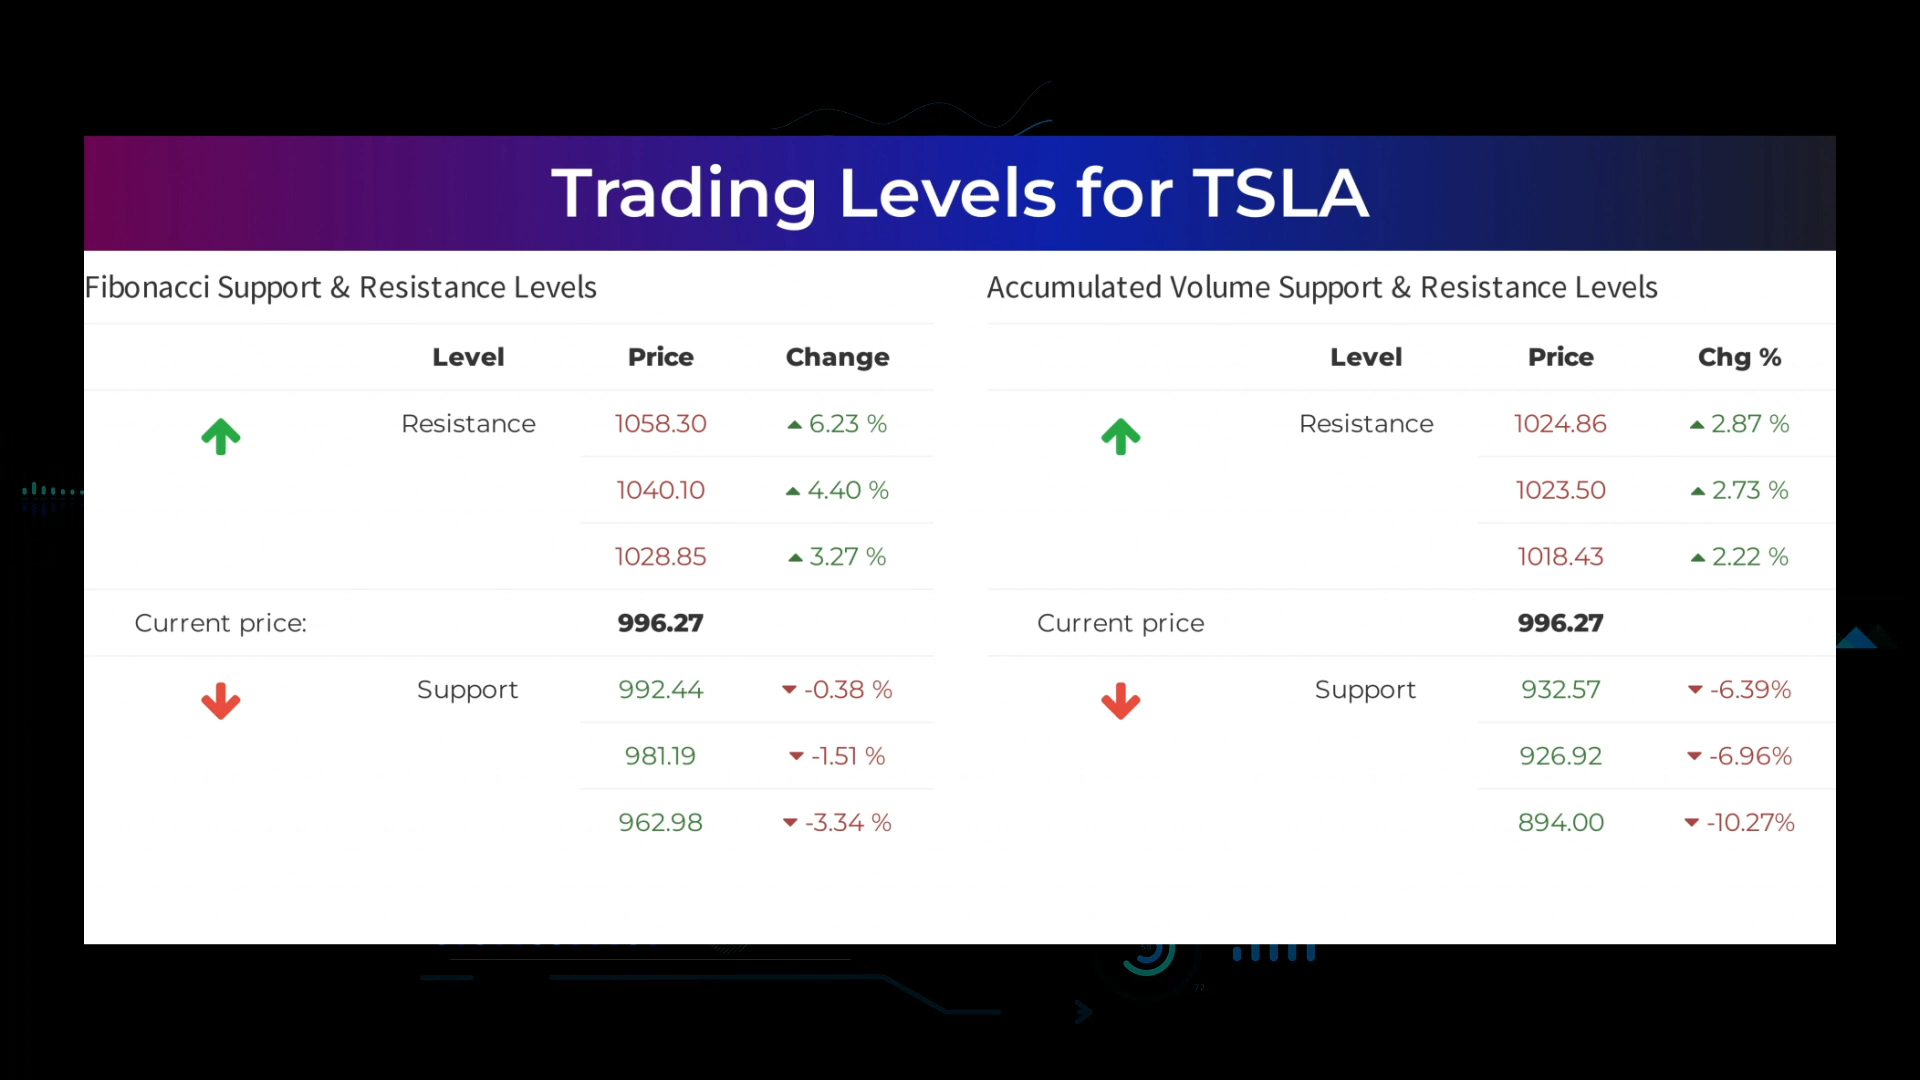 Trading Levels for TSLA
Fibonacci Support & Resistance Levels
Level Price Change
Resistance 1058.30 6.23 %
1040.10 4.40 %
1028.85 3.27 %
Current price: 996.27
Support 992.44 -0.38 %
981.19 -1.51 %
962.98 -3.34 %
Accumulated Volume Support & Resistance Levels
Level Price Chg %
Resistance 1024.86 2.87 %
1023.50 2.73 %
1018.43 2.22 %
Current price 996.27
Support 932.57 -6.39%
926.92 -6.96%
894.00 -10.27%
72